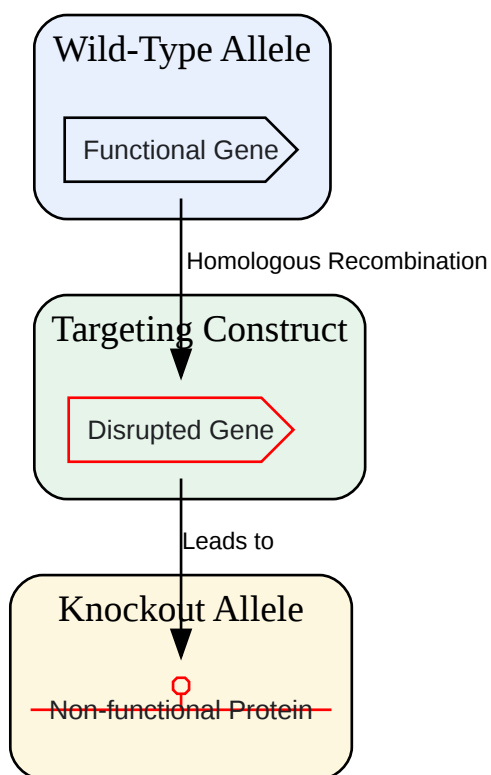 Wild-Type Allele
Functional Gene
Homologous Recombination
Targeting Construct
Disrupted Gene
Leads to
Knockout Allele
Non-functional Protein